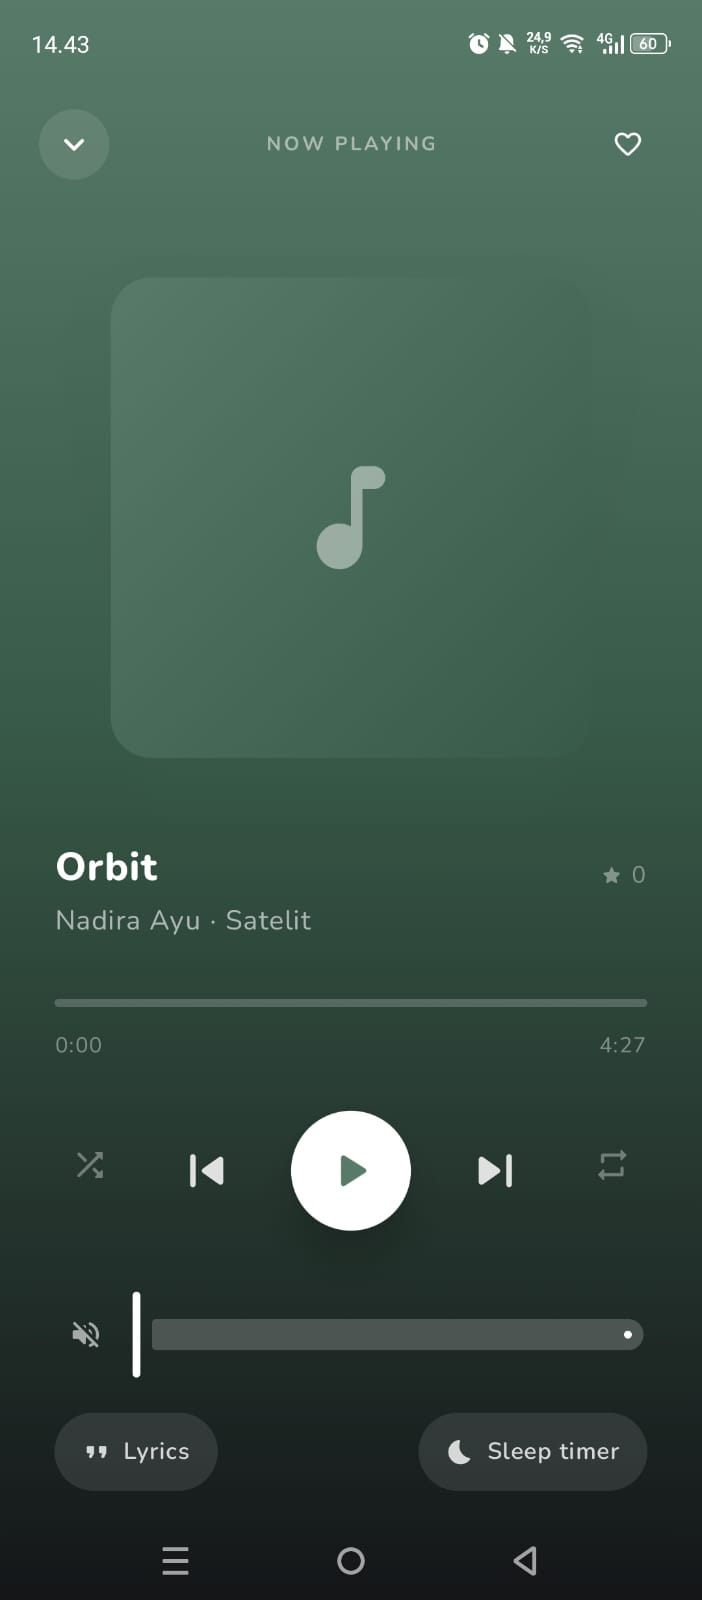 14.43
24,9
K/S
4G
60
NOW PLAYING
Orbit
★ 0
Nadira Ayu · Satelit
0:00
4:27
Lyrics
Sleep timer